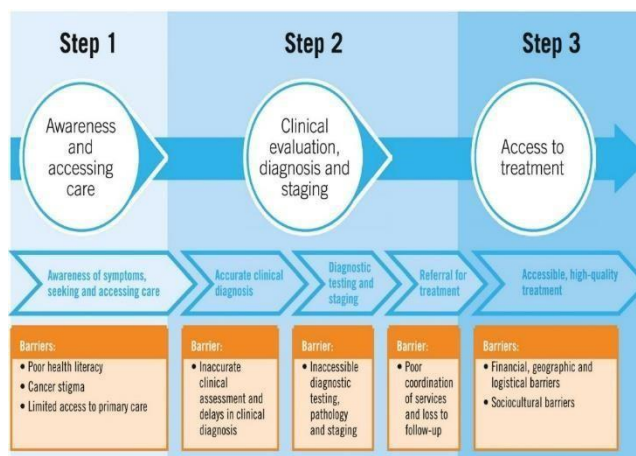 Step 1
Step 2
Step 3
Awareness
and
accessing
care
Clinical
evaluation,
diagnosis and
staging
Access to
treatment
Awareness of symptoms,
seeking and accessing care
Accurate clinical
diagnosis
Diagnostic
testing and
staging
Referral for
treatment
Accessible, high-quality
treatment
Barriers:
• Poor health literacy
• Cancer stigma
• Limited access to primary care
Barrier:
• Inaccurate
clinical
assessment and
delays in clinical
diagnosis
Barrier:
• Inaccessible
diagnostic
testing,
pathology
and staging
Barrier:
• Poor
coordination
of services
and loss to
follow-up
Barriers:
• Financial, geographic and
logistical barriers
• Sociocultural barriers